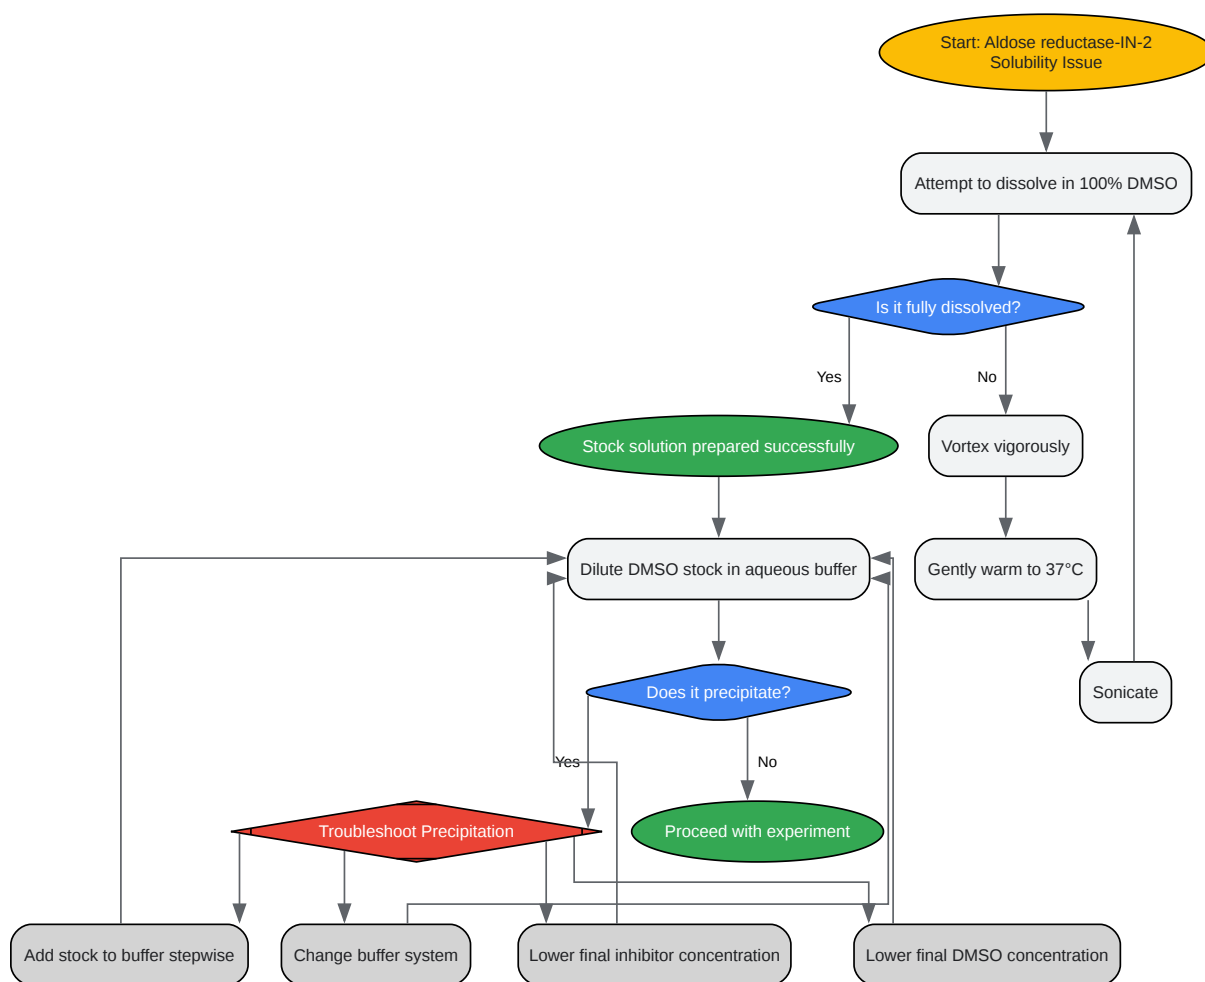 Start: Aldose reductase-IN-2
Solubility Issue
Attempt to dissolve in 100% DMSO
Is it fully dissolved?
Yes
No
Stock solution prepared successfully
Vortex vigorously
Dilute DMSO stock in aqueous buffer
Gently warm to 37°C
Does it precipitate?
Sonicate
Yes
No
Troubleshoot Precipitation
Proceed with experiment
Add stock to buffer stepwise
Change buffer system
Lower final inhibitor concentration
Lower final DMSO concentration